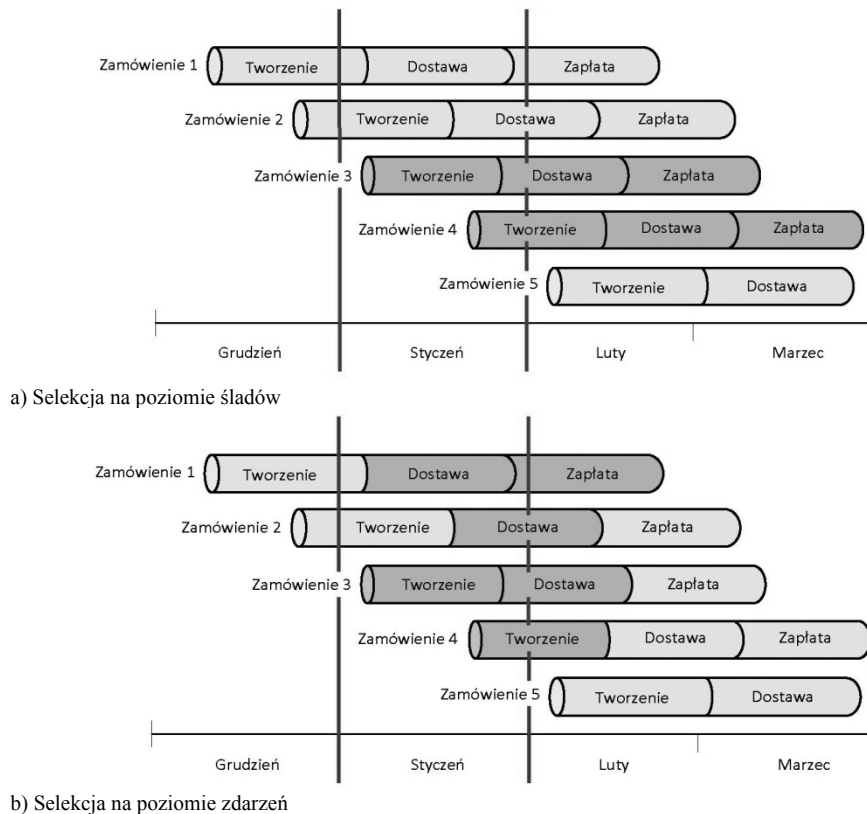 Zamówienie 1 Tworzenie Dostawa Zapłata
Zamówienie 2 Tworzenie Dostawa Zapłata
Zamówienie 3 Tworzenie Dostawa Zapłata
Zamówienie 4 Tworzenie Dostawa Zapłata
Zamówienie 5 Tworzenie Dostawa
Grudzień Styczeń Luty Marzec
a) Selekcja na poziomie śladów
Zamówienie 1 Tworzenie Dostawa Zapłata
Zamówienie 2 Tworzenie Dostawa Zapłata
Zamówienie 3 Tworzenie Dostawa Zapłata
Zamówienie 4 Tworzenie Dostawa Zapłata
Zamówienie 5 Tworzenie Dostawa
Grudzień Styczeń Luty Marzec
b) Selekcja na poziomie zdarzeń